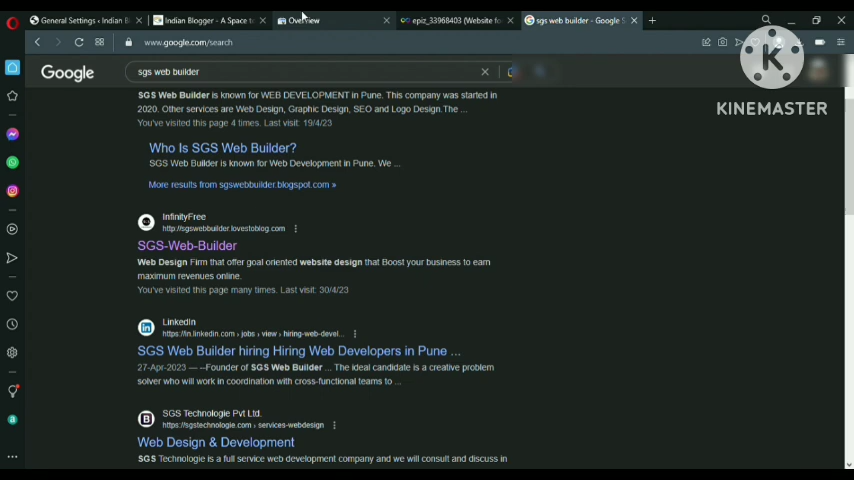 General Settings ‹ Indian B
Indian Blogger - A Space to
Overview
epiz_33968403 (Website for
sgs web builder - Google S
www.google.com/search
Google
sgs web builder
KINEMASTER
SGS Web Builder is known for WEB DEVELOPMENT in Pune. This company was started in
2020. Other services are Web Design, Graphic Design, SEO and Logo Design.The ...
You've visited this page 4 times. Last visit: 19/4/23
Who Is SGS Web Builder?
SGS Web Builder is known for Web Development in Pune. We ...
More results from sgswebbuilder.blogspot.com »
InfinityFree
http://sgswebbuilder.lovestoblog.com
SGS-Web-Builder
Web Design Firm that offer goal oriented website design that Boost your business to earn
maximum revenues online.
You've visited this page many times. Last visit: 30/4/23
LinkedIn
https://in.linkedin.com › jobs › view › hiring-web-devel...
SGS Web Builder hiring Hiring Web Developers in Pune ...
27-Apr-2023 — --Founder of SGS Web Builder ... The ideal candidate is a creative problem
solver who will work in coordination with cross-functional teams to ...
SGS Technologie Pvt Ltd.
https://sgstechnologie.com › services-webdesign
Web Design & Development
SGS Technologie is a full service web development company and we will consult and discuss in